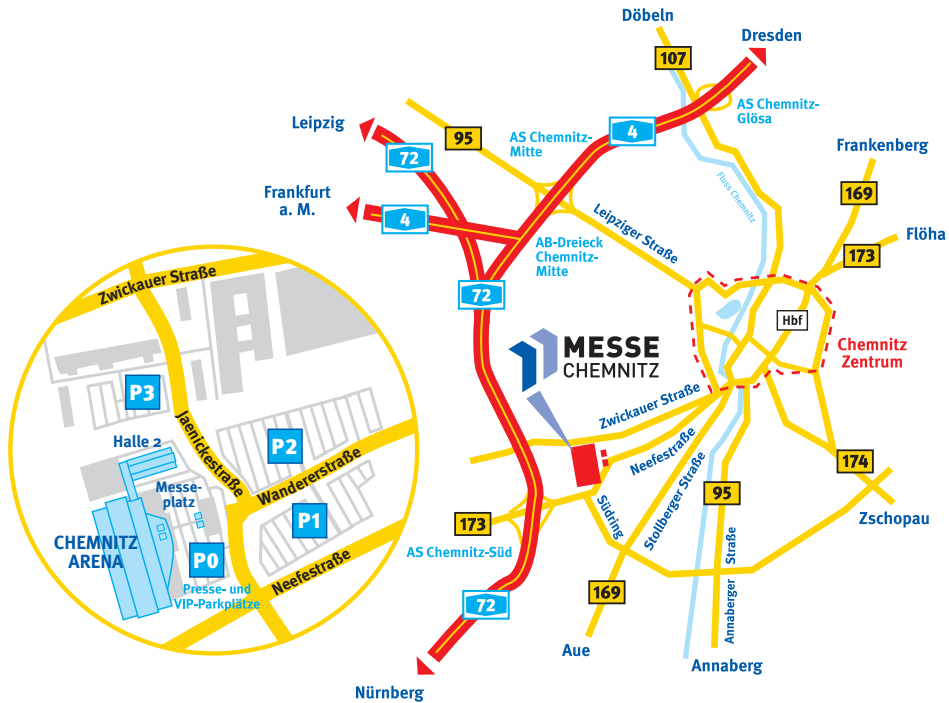 Döbeln
107
Dresden
AS Chemnitz-
Glösa
4
AS Chemnitz-
Mitte
95
Leipzig
72
Frankfurt
a. M.
4
Fluss Chemnitz
Frankenberg
169
Flöha
173
Leipziger Straße
AB-Dreieck
Chemnitz-
Mitte
72
Hbf
Chemnitz
Zentrum
MESSE
CHEMNITZ
Zwickauer Straße
Neefestraße
Stollberger Straße
Südring
95
Annaberger Straße
174
Zschopau
173
AS Chemnitz-Süd
72
169
Aue
Annaberg
Nürnberg
Zwickauer Straße
P3
Jaenickestraße
Halle 2
P2
Messe-
platz
Wandererstraße
P1
CHEMNITZ
ARENA
P0
Presse- und
VIP-Parkplätze
Neefestraße